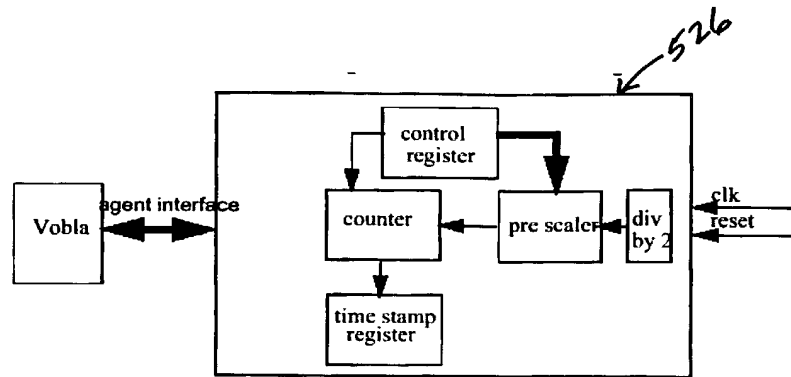 526
control
register
agent interface
Vobla
counter
pre scaler
div
by 2
clk
reset
time stamp
register